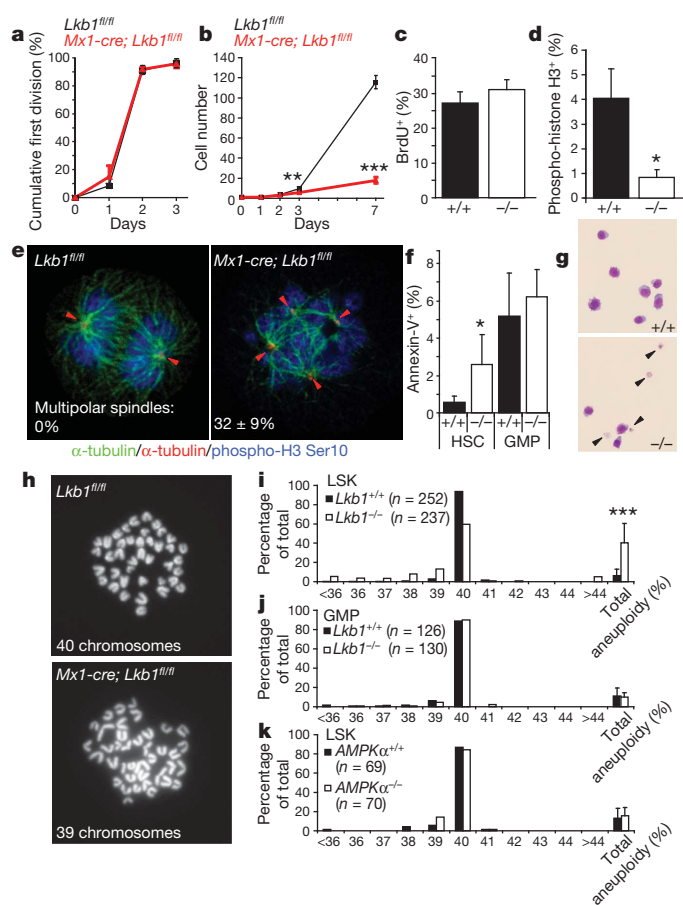 a
Lkb1fl/fl
Mx1-cre; Lkb1fl/fl
Cumulative first division (%)
100
80
60
40
20
0
0 1 2 3
Days
b
Lkb1fl/fl
Mx1-cre; Lkb1fl/fl
Cell number
140
120
100
80
60
40
20
0
**
***
0 1 2 3 7
Days
c
BrdU+ (%)
40
30
20
10
0
+/+ −/−
d
Phospho-histone H3+ (%)
6
5
4
3
2
1
0
*
+/+ −/−
e
Lkb1fl/fl
Multipolar spindles:
0%
Mx1-cre; Lkb1fl/fl
32 ± 9%
α-tubulin/α-tubulin/phospho-H3 Ser10
f
Annexin-V+ (%)
8
6
4
2
0
*
+/+ −/− +/+ −/−
HSC GMP
g
+/+
−/−
h
Lkb1fl/fl
40 chromosomes
Mx1-cre; Lkb1fl/fl
39 chromosomes
i
LSK
Lkb1+/+ (n = 252)
Lkb1−/− (n = 237)
Percentage
of total
100
80
60
40
20
0
***
<36 36 37 38 39 40 41 42 43 44 >44
Total
aneuploidy (%)
j
GMP
Lkb1+/+ (n = 126)
Lkb1−/− (n = 130)
Percentage
of total
100
80
60
40
20
0
<36 36 37 38 39 40 41 42 43 44 >44
Total
aneuploidy (%)
k
LSK
AMPKα+/+
(n = 69)
AMPKα−/−
(n = 70)
Percentage
of total
100
80
60
40
20
0
<36 36 37 38 39 40 41 42 43 44 >44
Total
aneuploidy (%)